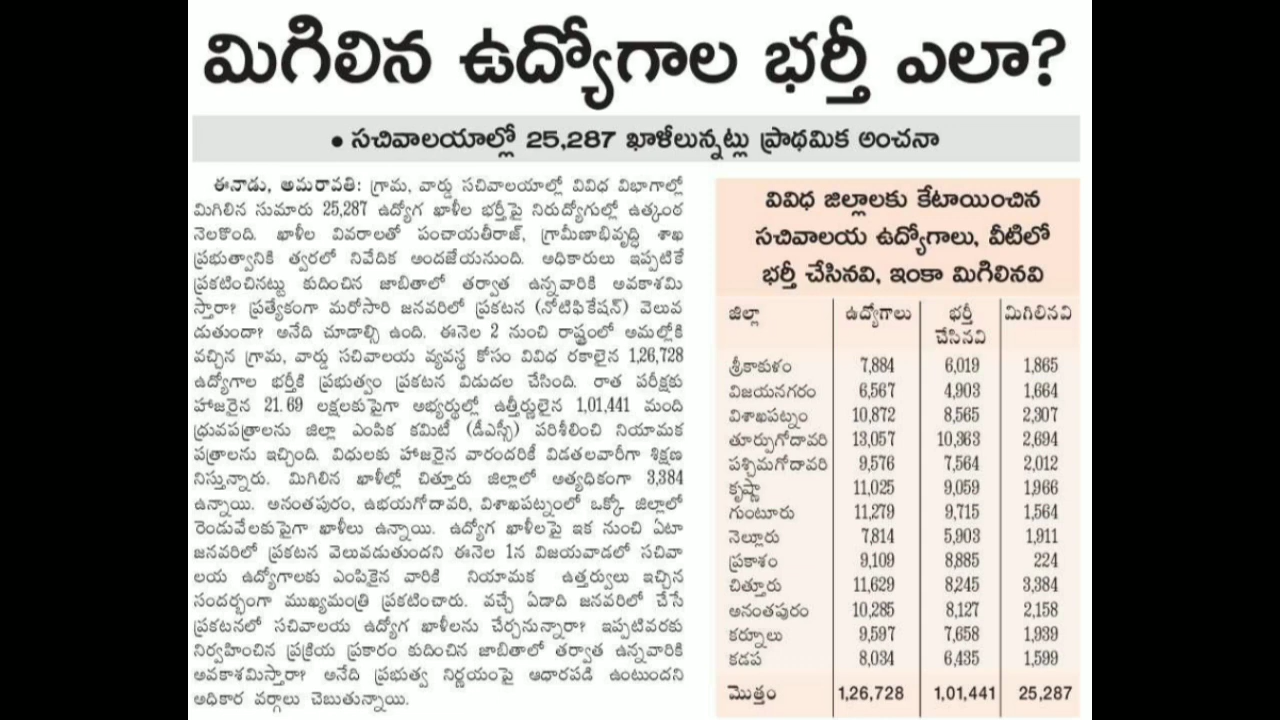 మిగిలిన ఉద్యోగాల భర్తీ ఎలా?
• సచివాలయాల్లో 25,287 ఖాళీలున్నట్లు ప్రాథమిక అంచనా
ఈనాడు, అమరావతి: గ్రామ, వార్డు సచివాలయాల్లో వివిధ విభాగాల్లో
మిగిలిన సుమారు 25,287 ఉద్యోగ ఖాళీల భర్తీపై నిరుద్యోగుల్లో ఉత్కంఠ
నెలకొంది. ఖాళీల వివరాలతో పంచాయతీరాజ్, గ్రామీణాభివృద్ధి శాఖ
ప్రభుత్వానికి త్వరలో నివేదిక అందజేయనుంది. అధికారులు ఇప్పటికే
ప్రకటించినట్టు కుదించిన జాబితాలో తర్వాత ఉన్నవారికి అవకాశమి
స్తారా? ప్రత్యేకంగా మరోసారి జనవరిలో ప్రకటన (నోటిఫికేషన్) వెలువ
డుతుందా? అనేది చూడాల్సి ఉంది. ఈనెల 2 నుంచి రాష్ట్రంలో అమల్లోకి
వచ్చిన గ్రామ, వార్డు సచివాలయ వ్యవస్థ కోసం వివిధ రకాలైన 1,26,728
ఉద్యోగాల భర్తీకి ప్రభుత్వం ప్రకటన విడుదల చేసింది. రాత పరీక్షకు
హాజరైన 21.69 లక్షలకుపైగా అభ్యర్థుల్లో ఉత్తీర్ణులైన 1,01,441 మంది
ధ్రువపత్రాలను జిల్లా ఎంపిక కమిటీ (డీఎస్సీ) పరిశీలించి నియామక
పత్రాలను ఇచ్చింది. విధులకు హాజరైన వారందరికీ విడతలవారీగా శిక్షణ
నిస్తున్నారు. మిగిలిన ఖాళీల్లో చిత్తూరు జిల్లాలో అత్యధికంగా 3,384
ఉన్నాయి. అనంతపురం, ఉభయగోదావరి, విశాఖపట్నంలో ఒక్కో జిల్లాలో
రెండువేలకుపైగా ఖాళీలు ఉన్నాయి. ఉద్యోగ ఖాళీలపై ఇక నుంచి ఏటా
జనవరిలో ప్రకటన వెలువడుతుందని ఈనెల 1న విజయవాడలో సచివా
లయ ఉద్యోగాలకు ఎంపికైన వారికి నియామక ఉత్తర్వులు ఇచ్చిన
సందర్భంగా ముఖ్యమంత్రి ప్రకటించారు. వచ్చే ఏడాది జనవరిలో చేసే
ప్రకటనలో సచివాలయ ఉద్యోగ ఖాళీలను చేర్చనున్నారా? ఇప్పటివరకు
నిర్వహించిన ప్రక్రియ ప్రకారం కుదించిన జాబితాలో తర్వాత ఉన్నవారికి
అవకాశమిస్తారా? అనేది ప్రభుత్వ నిర్ణయంపై ఆధారపడి ఉంటుందని
అధికార వర్గాలు చెబుతున్నాయి.
వివిధ జిల్లాలకు కేటాయించిన
సచివాలయ ఉద్యోగాలు, వీటిలో
భర్తీ చేసినవి, ఇంకా మిగిలినవి
జిల్లా ఉద్యోగాలు భర్తీ మిగిలినవి
చేసినవి
శ్రీకాకుళం 7,884 6,019 1,865
విజయనగరం 6,567 4,903 1,664
విశాఖపట్నం 10,872 8,565 2,307
తూర్పుగోదావరి 13,057 10,363 2,694
పశ్చిమగోదావరి 9,576 7,564 2,012
కృష్ణా 11,025 9,059 1,966
గుంటూరు 11,279 9,715 1,564
నెల్లూరు 7,814 5,903 1,911
ప్రకాశం 9,109 8,885 224
చిత్తూరు 11,629 8,245 3,384
అనంతపురం 10,285 8,127 2,158
కర్నూలు 9,597 7,658 1,939
కడప 8,034 6,435 1,599
మొత్తం 1,26,728 1,01,441 25,287